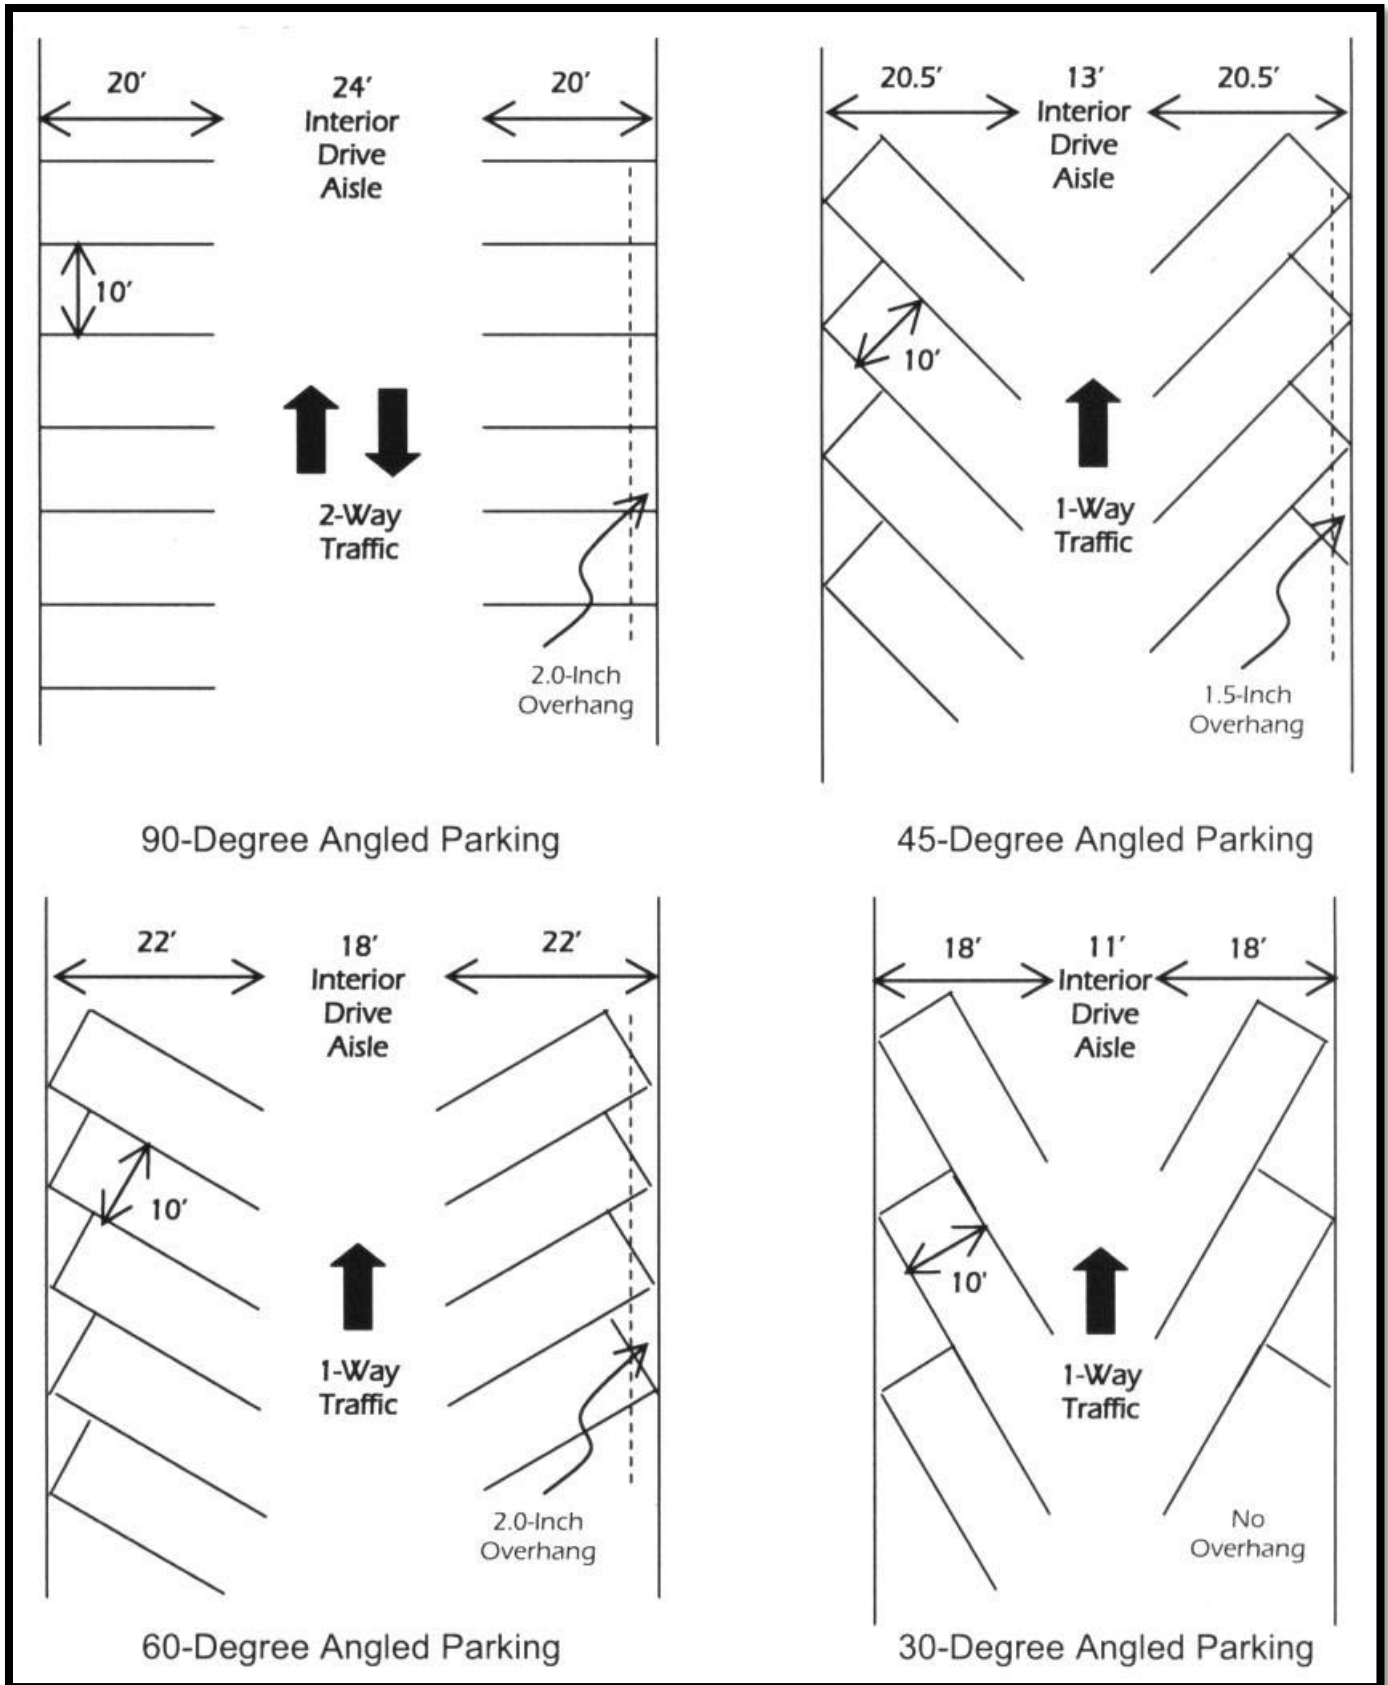 20'
24'
Interior
Drive
Aisle
20'
10'
2-Way
Traffic
2.0-Inch
Overhang
90-Degree Angled Parking
20.5'
13'
Interior
Drive
Aisle
20.5'
10'
1-Way
Traffic
1.5-Inch
Overhang
45-Degree Angled Parking
22'
18'
Interior
Drive
Aisle
22'
10'
1-Way
Traffic
2.0-Inch
Overhang
60-Degree Angled Parking
18'
11'
Interior
Drive
Aisle
18'
10'
1-Way
Traffic
No
Overhang
30-Degree Angled Parking